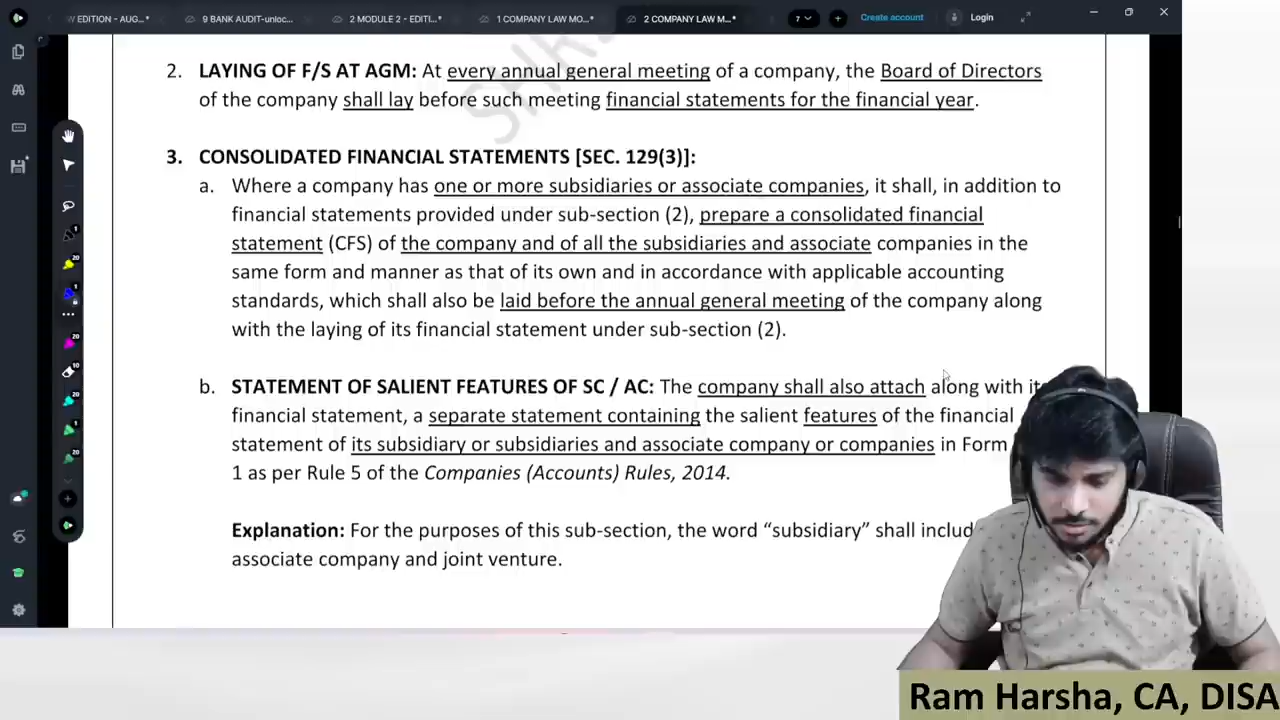 W EDITION - AUG...*
9 BANK AUDIT-unloc...
2 MODULE 2 - EDITI...*
1 COMPANY LAW MO...*
2 COMPANY LAW M...*
7
Create account
Login
2. LAYING OF F/S AT AGM: At every annual general meeting of a company, the Board of Directors
of the company shall lay before such meeting financial statements for the financial year.
3. CONSOLIDATED FINANCIAL STATEMENTS [SEC. 129(3)]:
a. Where a company has one or more subsidiaries or associate companies, it shall, in addition to
financial statements provided under sub-section (2), prepare a consolidated financial
statement (CFS) of the company and of all the subsidiaries and associate companies in the
same form and manner as that of its own and in accordance with applicable accounting
standards, which shall also be laid before the annual general meeting of the company along
with the laying of its financial statement under sub-section (2).
b. STATEMENT OF SALIENT FEATURES OF SC / AC: The company shall also attach along with its
financial statement, a separate statement containing the salient features of the financial
statement of its subsidiary or subsidiaries and associate company or companies in Form
1 as per Rule 5 of the Companies (Accounts) Rules, 2014.
Explanation: For the purposes of this sub-section, the word “subsidiary” shall includ
associate company and joint venture.
Ram Harsha, CA, DISA